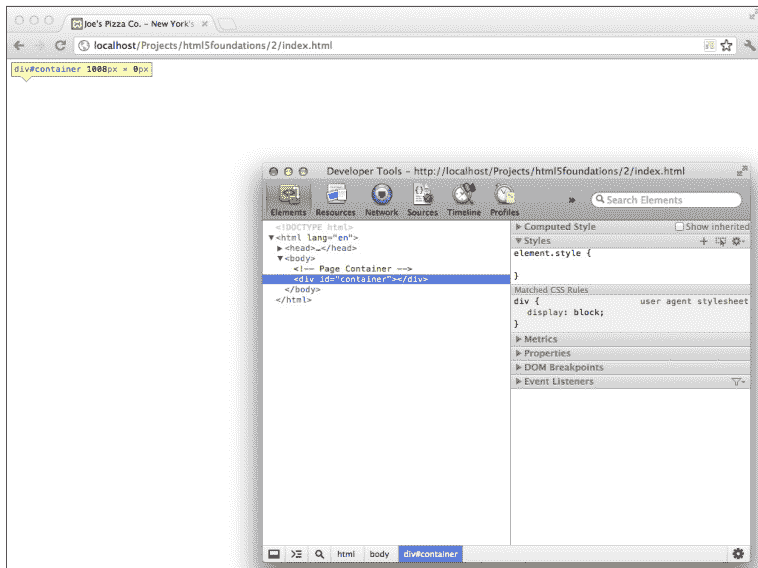 Joe's Pizza Co. – New York's
localhost/Projects/html5foundations/2/index.html
div#container 1008px × 0px
Developer Tools - http://localhost/Projects/html5foundations/2/index.html
Elements Resources Network Sources Timeline Profiles » Search Elements
<!DOCTYPE html>
▼<html lang="en">
▶<head>…</head>
▼<body>
<!-- Page Container -->
<div id="container"></div>
</body>
</html>
▶ Computed Style Show inherited
▼ Styles
element.style {
}
Matched CSS Rules
div { user agent stylesheet
display: block;
}
▶ Metrics
▶ Properties
▶ DOM Breakpoints
▶ Event Listeners
html body div#container